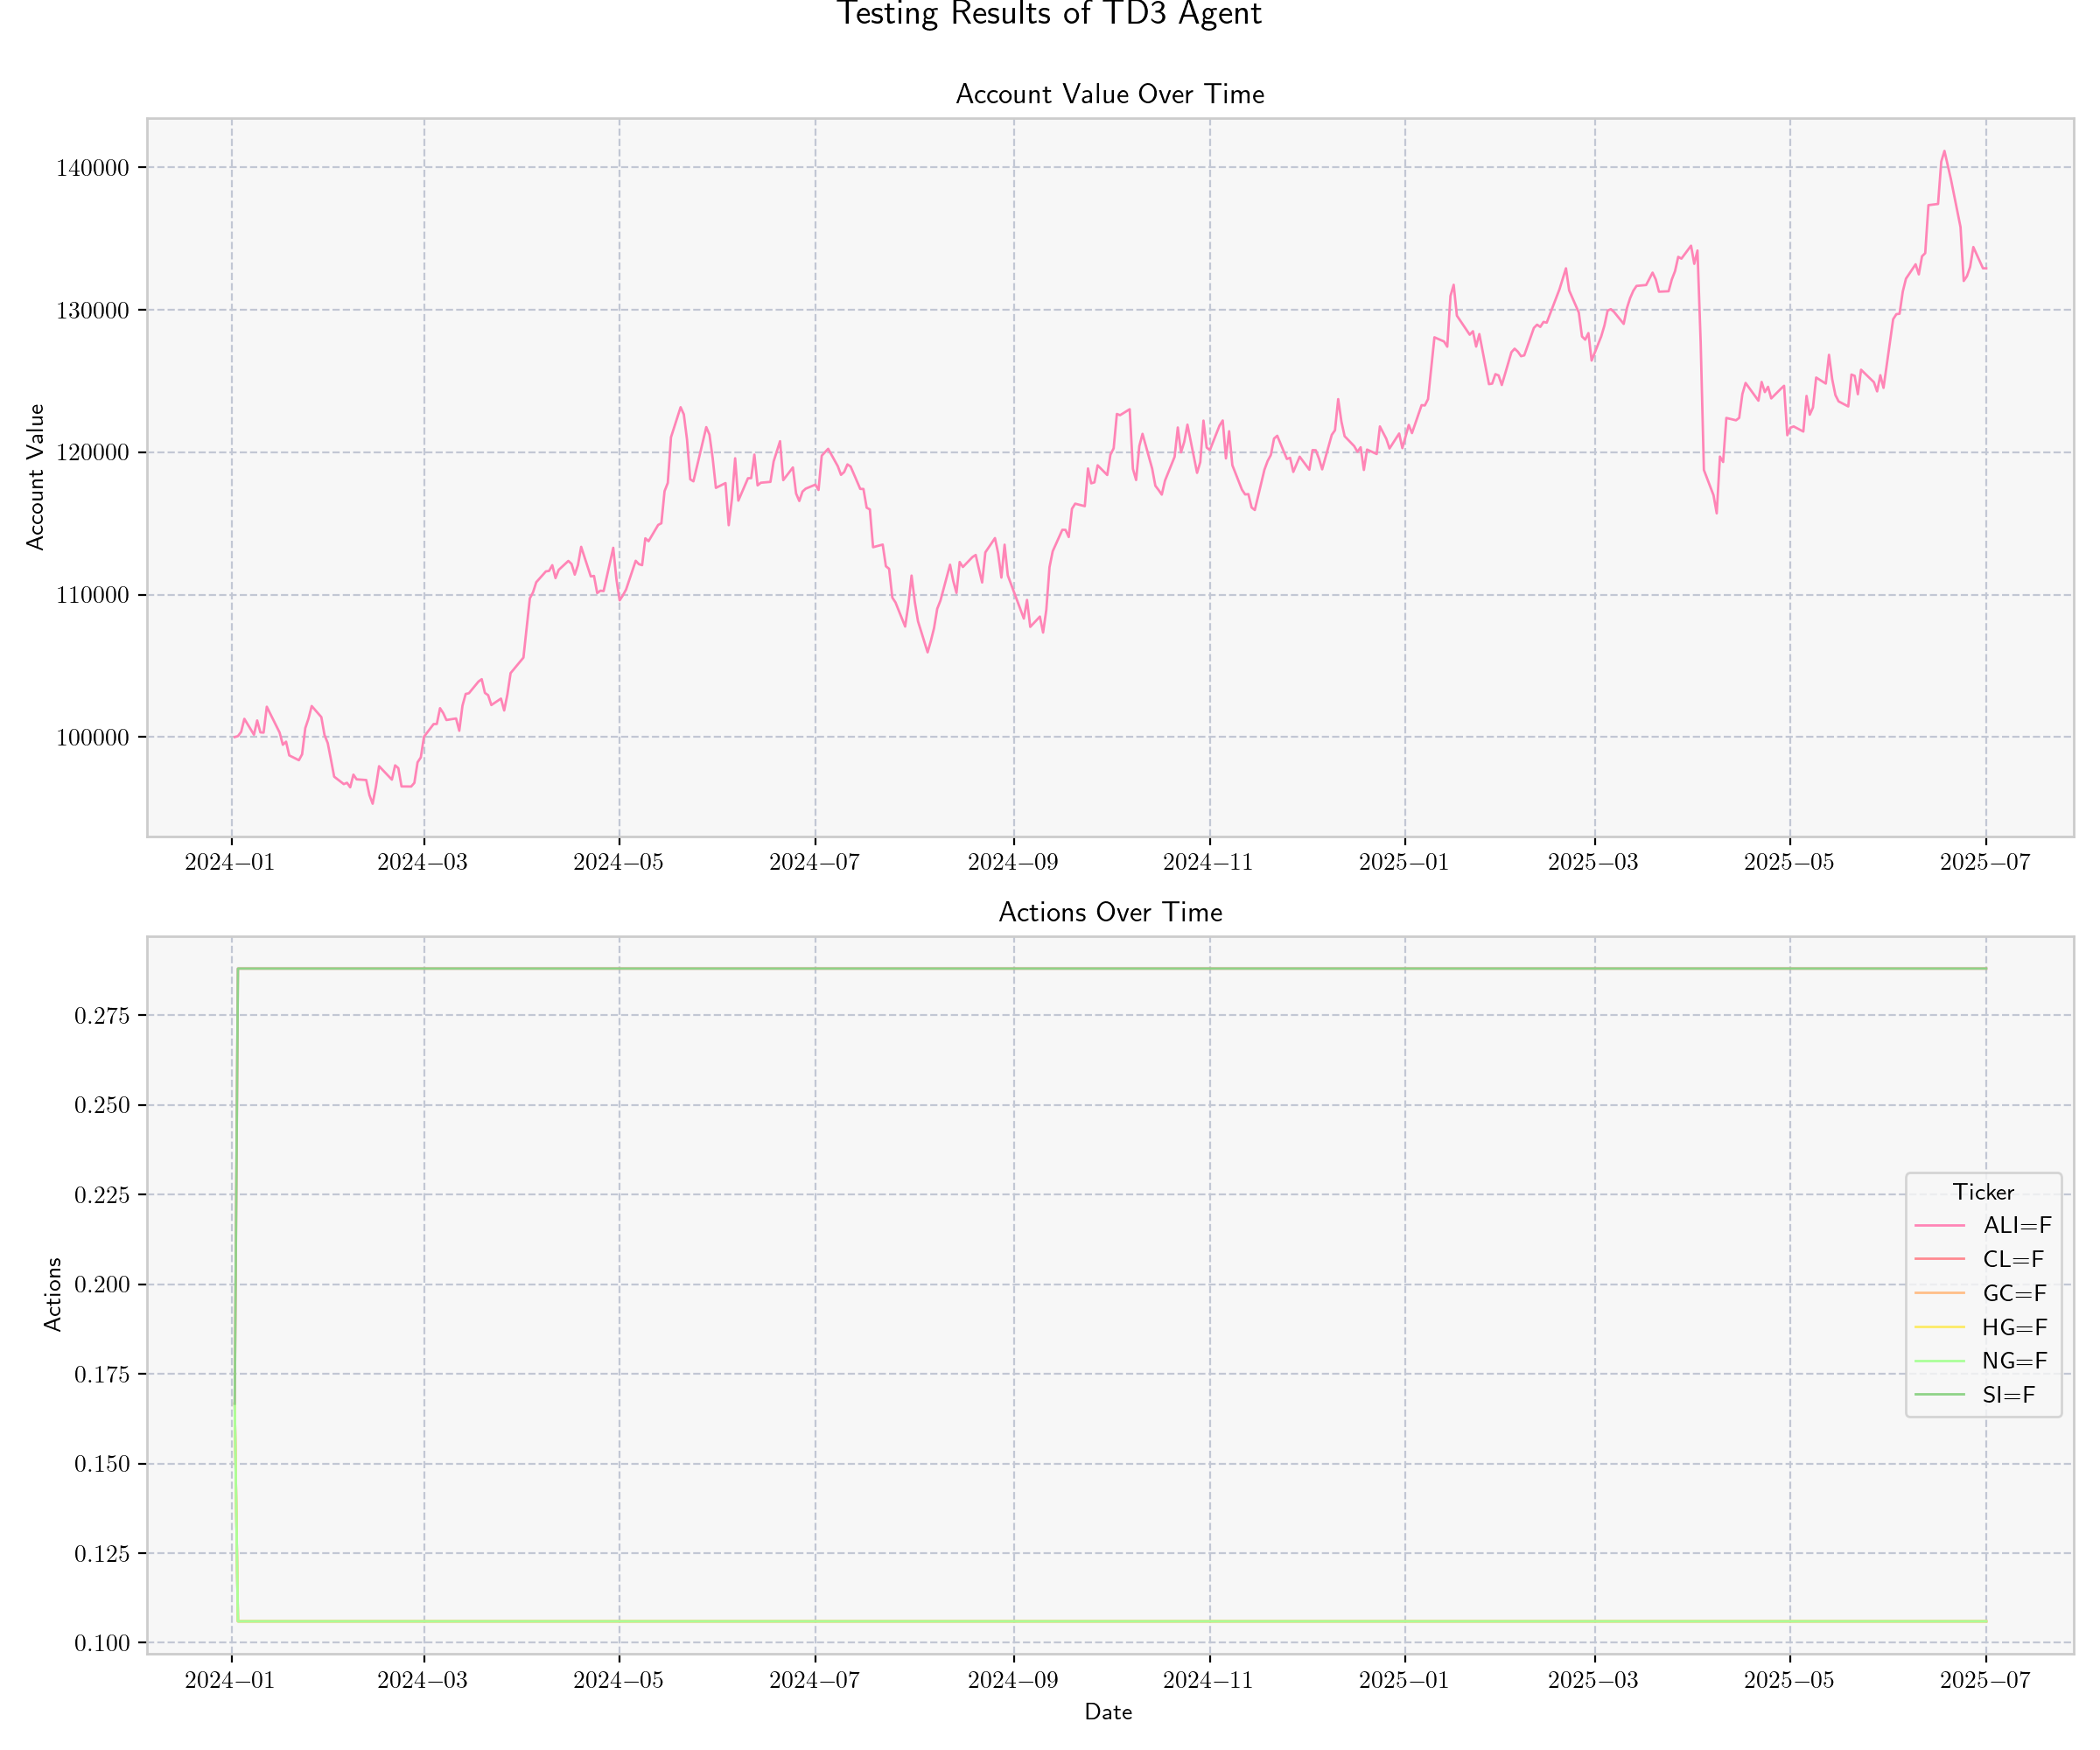 Testing Results of TD3 Agent
Account Value Over Time
Account Value
140000
130000
120000
110000
100000
2024−01 2024−03 2024−05 2024−07 2024−09 2024−11 2025−01 2025−03 2025−05 2025−07
Actions Over Time
Actions
0.275
0.250
0.225
0.200
0.175
0.150
0.125
0.100
Ticker
ALI=F
CL=F
GC=F
HG=F
NG=F
SI=F
2024−01 2024−03 2024−05 2024−07 2024−09 2024−11 2025−01 2025−03 2025−05 2025−07
Date